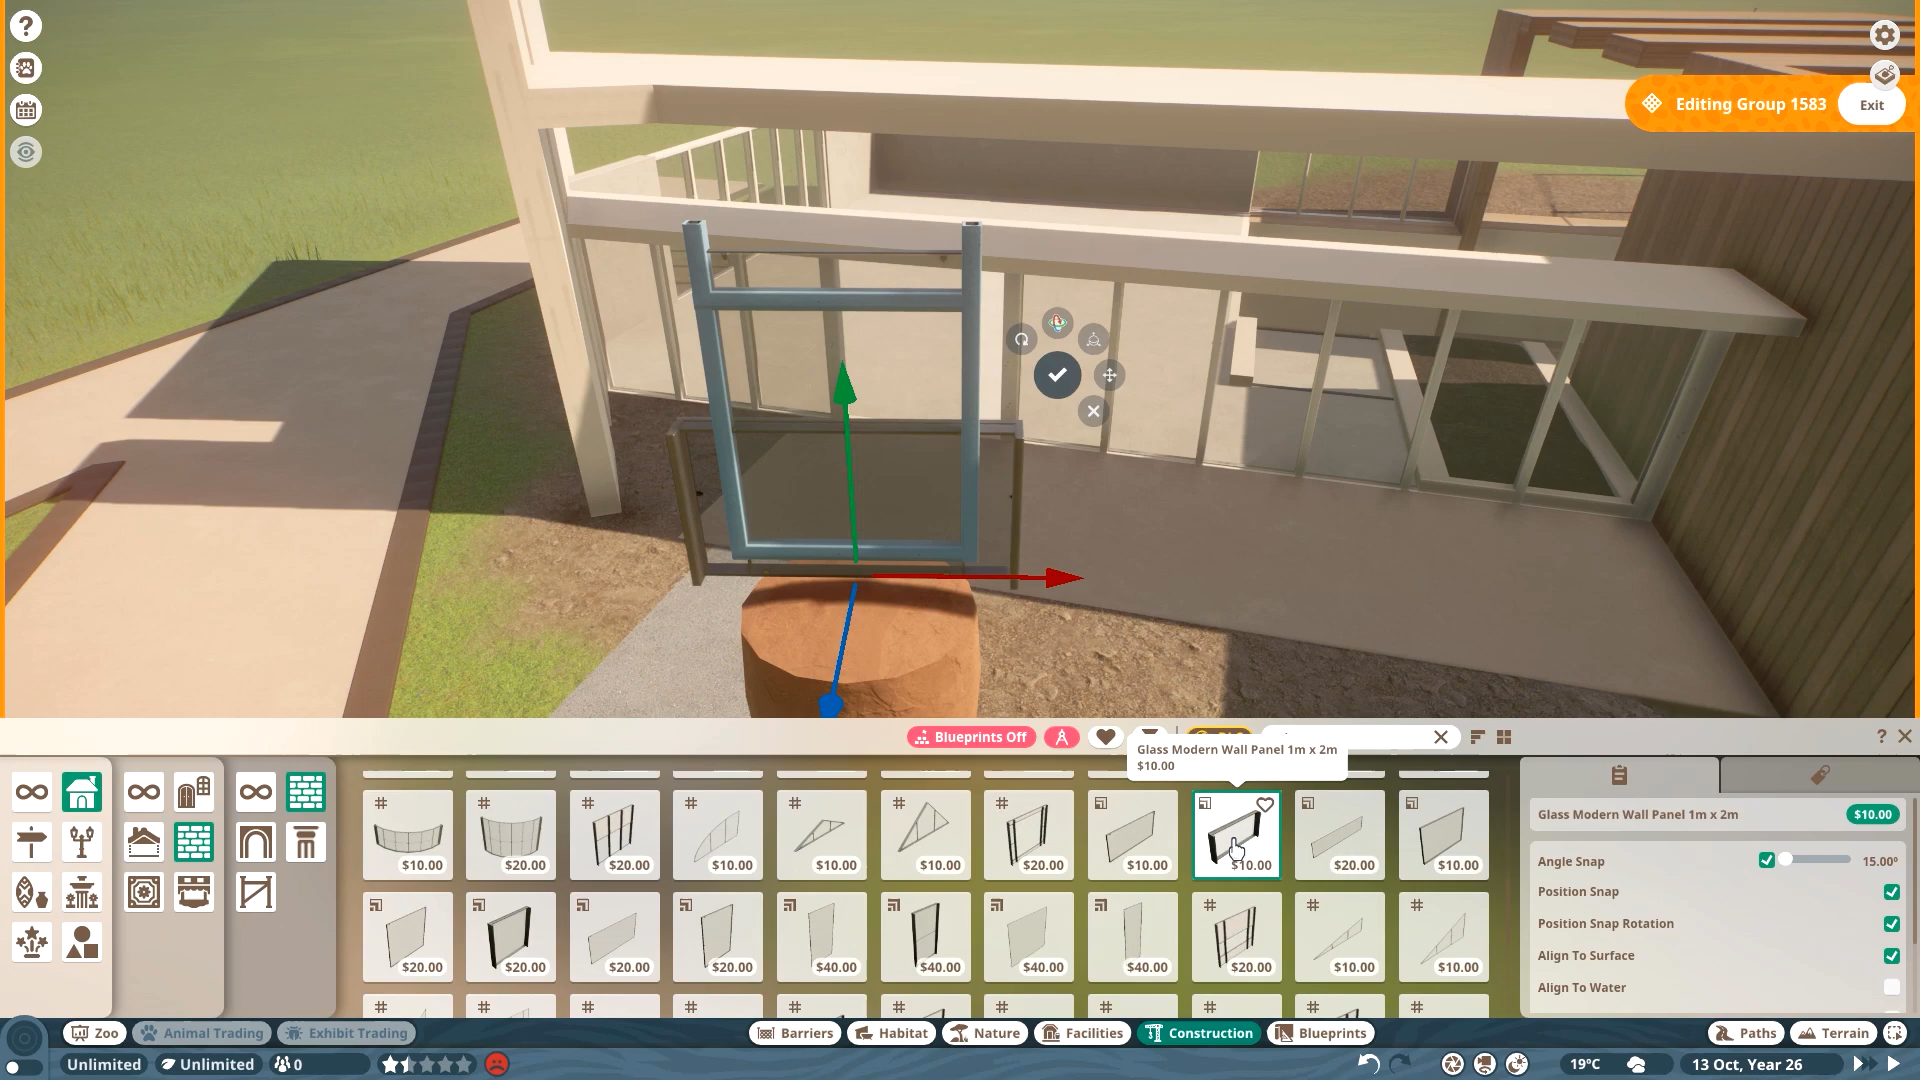 Editing Group 1583
Exit
Blueprints Off
Glass Modern Wall Panel 1m x 2m
$10.00
$10.00
$20.00
$20.00
$10.00
$10.00
$10.00
$20.00
$10.00
$10.00
$20.00
$10.00
$20.00
$20.00
$20.00
$20.00
$40.00
$40.00
$40.00
$40.00
$20.00
$10.00
$10.00
Glass Modern Wall Panel 1m x 2m
$10.00
Angle Snap
15.00°
Position Snap
Position Snap Rotation
Align To Surface
Align To Water
Zoo
Animal Trading
Exhibit Trading
Barriers
Habitat
Nature
Facilities
Construction
Blueprints
Paths
Terrain
Unlimited
Unlimited
0
19°C
13 Oct, Year 26